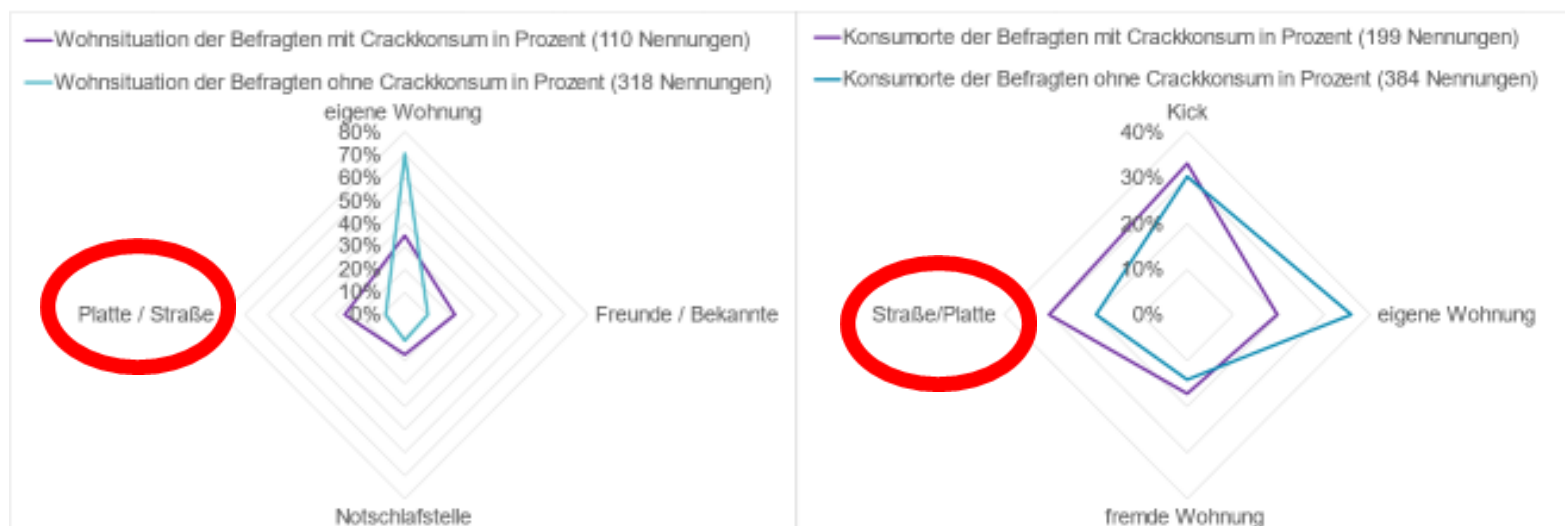 Wohnsituation der Befragten mit Crackkonsum in Prozent (110 Nennungen)
Wohnsituation der Befragten ohne Crackkonsum in Prozent (318 Nennungen)
eigene Wohnung
80%
70%
60%
50%
40%
30%
20%
10%
0%
Platte / Straße
Freunde / Bekannte
Notschlafstelle
Konsumorte der Befragten mit Crackkonsum in Prozent (199 Nennungen)
Konsumorte der Befragten ohne Crackkonsum in Prozent (384 Nennungen)
Kick
40%
30%
20%
10%
0%
Straße/Platte
eigene Wohnung
fremde Wohnung